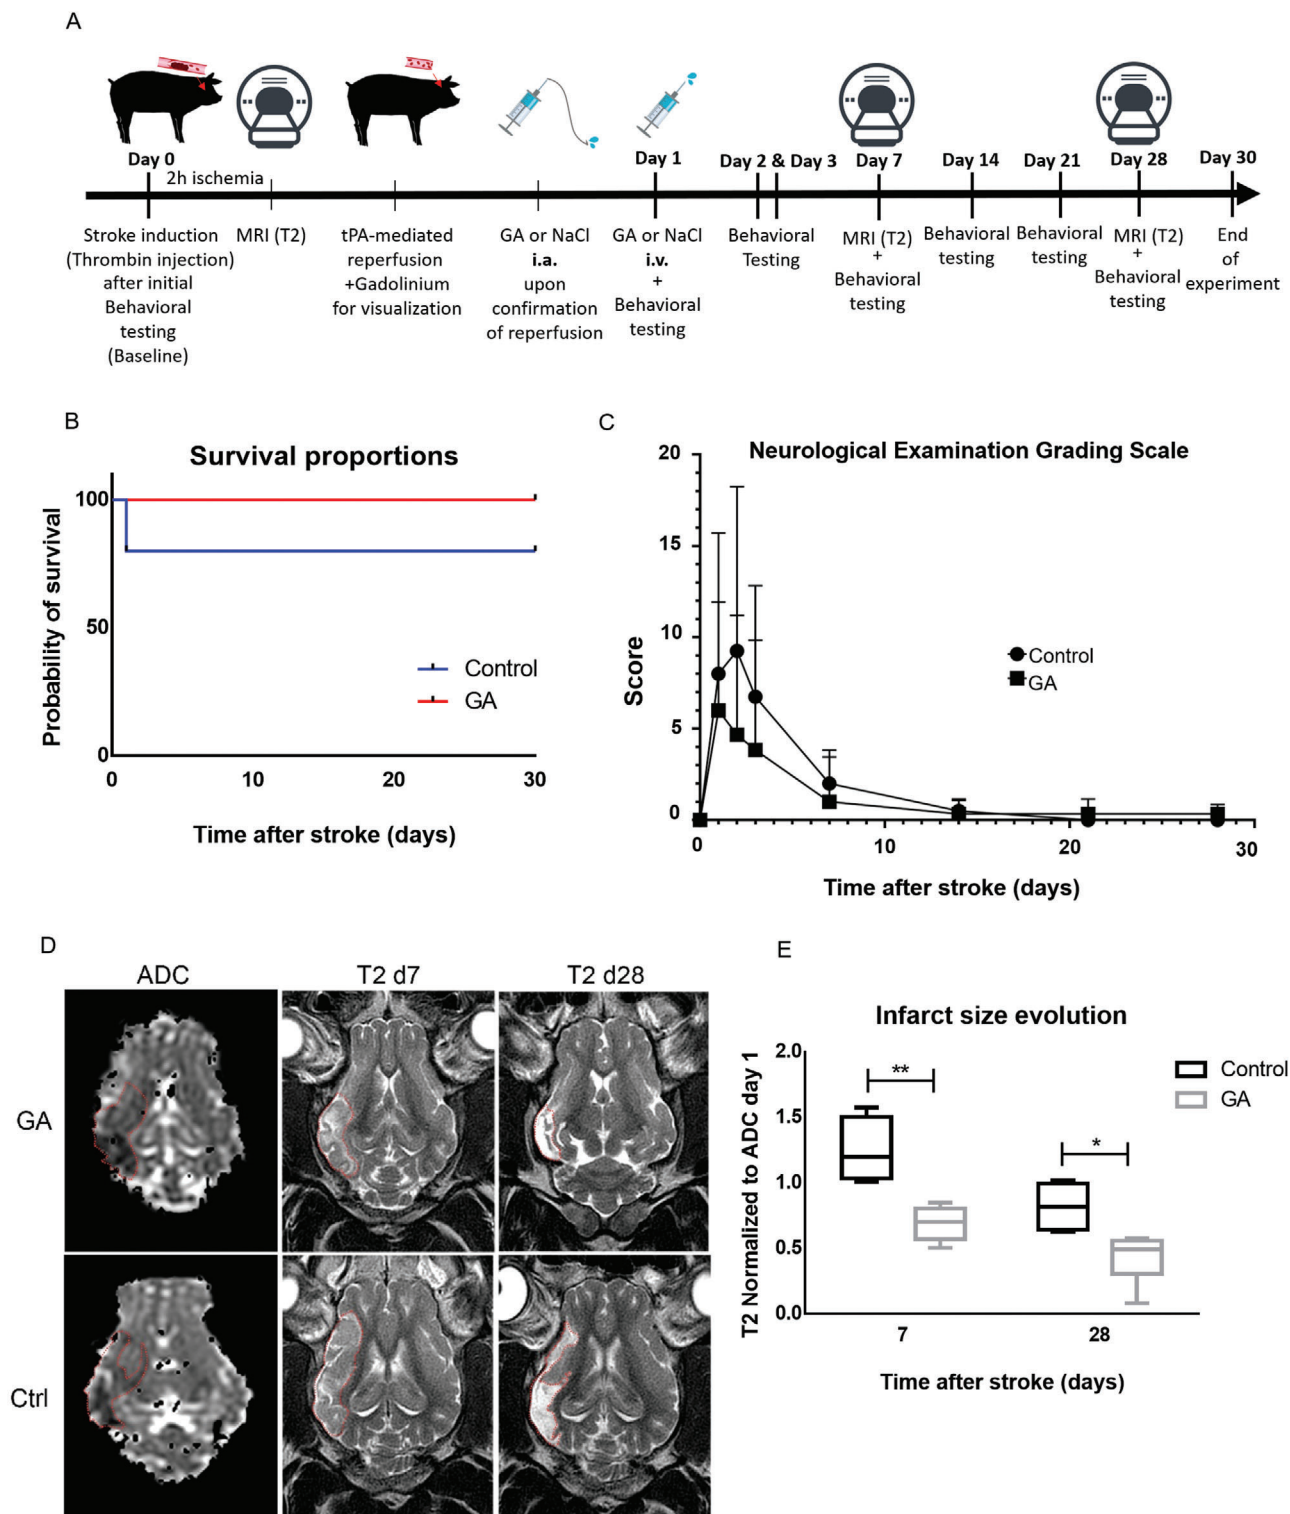 A
Day 0
2h ischemia
Day 1
Day 2 & Day 3
Day 7
Day 14
Day 21
Day 28
Day 30
Stroke induction
(Thrombin injection)
after initial
Behavioral
testing
(Baseline)
MRI (T2)
tPA-mediated
reperfusion
+Gadolinium
for visualization
GA or NaCl
i.a.
upon
confirmation
of reperfusion
GA or NaCl
i.v.
+
Behavioral
testing
Behavioral
Testing
MRI (T2)
+
Behavioral
testing
Behavioral
testing
Behavioral
testing
MRI (T2)
+
Behavioral
testing
End
of
experiment
B
Survival proportions
Probability of survival
100
50
0
0 10 20 30
Control
GA
Time after stroke (days)
C
Neurological Examination Grading Scale
Score
20
15
10
5
0
0 10 20 30
Control
GA
Time after stroke (days)
D
ADC T2 d7 T2 d28
GA
Ctrl
E
Infarct size evolution
T2 Normalized to ADC day 1
2.0
1.5
1.0
0.5
0.0
**
*
Control
GA
7 28
Time after stroke (days)